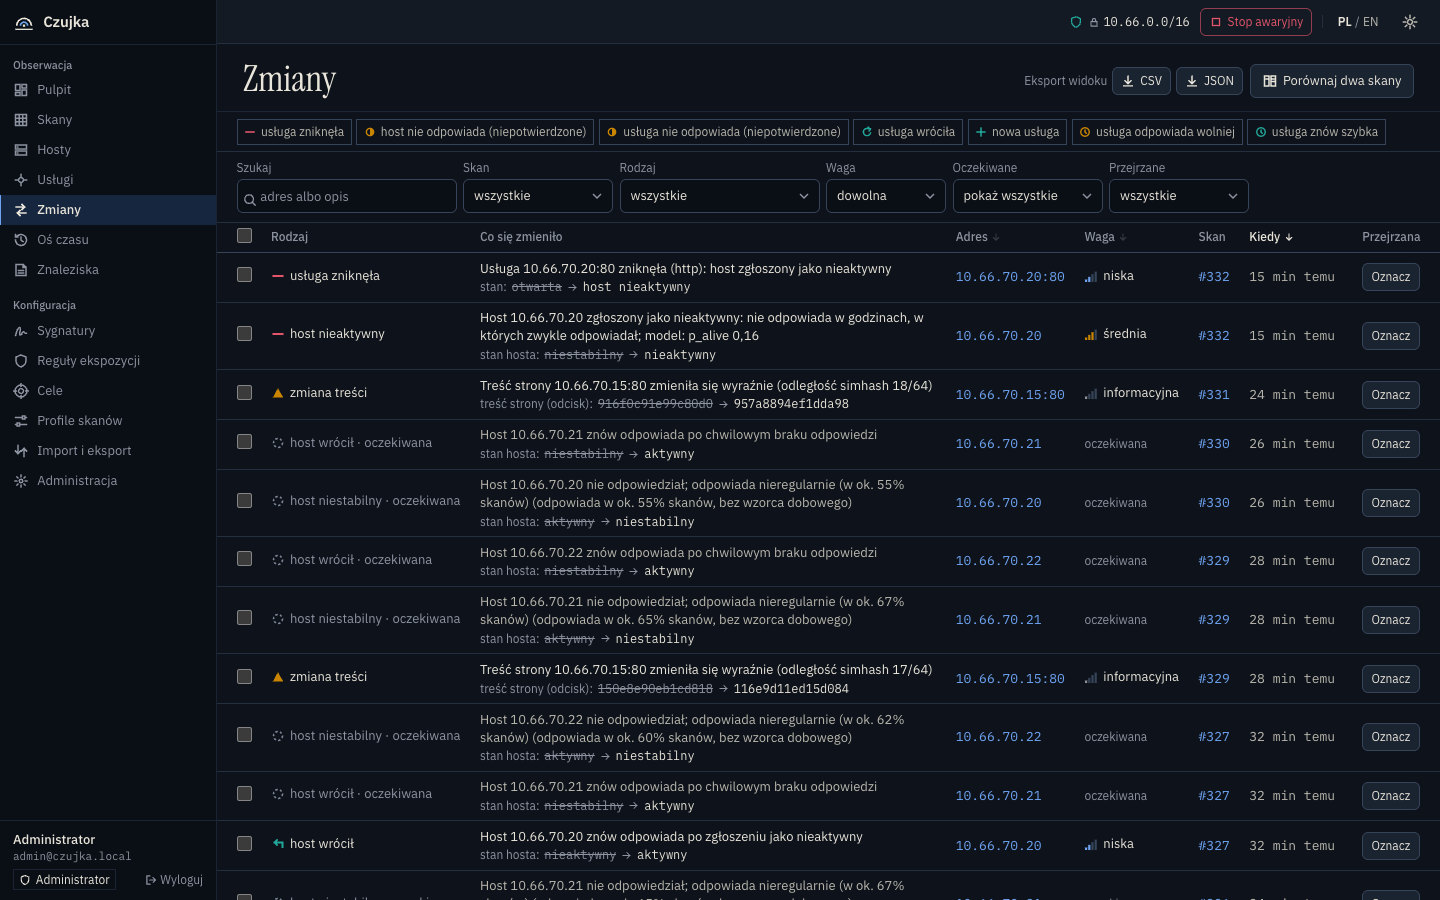 Czujka
10.66.0.0/16
Stop awaryjny
PL / EN
Obserwacja
Pulpit
Skany
Hosty
Usługi
Zmiany
Oś czasu
Znaleziska
Konfiguracja
Sygnatury
Reguły ekspozycji
Cele
Profile skanów
Import i eksport
Administracja
Administrator
admin@czujka.local
Administrator
Wyloguj
Zmiany
Eksport widoku
CSV
JSON
Porównaj dwa skany
usługa zniknęła
host nie odpowiada (niepotwierdzone)
usługa nie odpowiada (niepotwierdzone)
usługa wróciła
nowa usługa
usługa odpowiada wolniej
usługa znów szybka
Szukaj Skan Rodzaj Waga Oczekiwane Przejrzane
adres albo opis wszystkie wszystkie dowolna pokaż wszystkie wszystkie
Rodzaj Co się zmieniło Adres ↓ Waga ↓ Skan Kiedy ↓ Przejrzana
usługa zniknęła
Usługa 10.66.70.20:80 zniknęła (http): host zgłoszony jako nieaktywny
stan: otwarta → host nieaktywny
10.66.70.20:80 niska #332 15 min temu Oznacz
host nieaktywny
Host 10.66.70.20 zgłoszony jako nieaktywny: nie odpowiada w godzinach, w
których zwykle odpowiadał; model: p_alive 0,16
stan hosta: niestabilny → nieaktywny
10.66.70.20 średnia #332 15 min temu Oznacz
zmiana treści
Treść strony 10.66.70.15:80 zmieniła się wyraźnie (odległość simhash 18/64)
treść strony (odcisk): 916f0c91e99c80d0 → 957a8894ef1dda98
10.66.70.15:80 informacyjna #331 24 min temu Oznacz
host wrócił · oczekiwana
Host 10.66.70.21 znów odpowiada po chwilowym braku odpowiedzi
stan hosta: niestabilny → aktywny
10.66.70.21 oczekiwana #330 26 min temu Oznacz
host niestabilny · oczekiwana
Host 10.66.70.20 nie odpowiedział; odpowiada nieregularnie (w ok. 55%
skanów) (odpowiada w ok. 55% skanów, bez wzorca dobowego)
stan hosta: aktywny → niestabilny
10.66.70.20 oczekiwana #330 26 min temu Oznacz
host wrócił · oczekiwana
Host 10.66.70.22 znów odpowiada po chwilowym braku odpowiedzi
stan hosta: niestabilny → aktywny
10.66.70.22 oczekiwana #329 28 min temu Oznacz
host niestabilny · oczekiwana
Host 10.66.70.21 nie odpowiedział; odpowiada nieregularnie (w ok. 67%
skanów) (odpowiada w ok. 65% skanów, bez wzorca dobowego)
stan hosta: aktywny → niestabilny
10.66.70.21 oczekiwana #329 28 min temu Oznacz
zmiana treści
Treść strony 10.66.70.15:80 zmieniła się wyraźnie (odległość simhash 17/64)
treść strony (odcisk): 150e8e90eb1cd818 → 116e9d11ed15d084
10.66.70.15:80 informacyjna #329 28 min temu Oznacz
host niestabilny · oczekiwana
Host 10.66.70.22 nie odpowiedział; odpowiada nieregularnie (w ok. 62%
skanów) (odpowiada w ok. 60% skanów, bez wzorca dobowego)
stan hosta: aktywny → niestabilny
10.66.70.22 oczekiwana #327 32 min temu Oznacz
host wrócił · oczekiwana
Host 10.66.70.21 znów odpowiada po chwilowym braku odpowiedzi
stan hosta: niestabilny → aktywny
10.66.70.21 oczekiwana #327 32 min temu Oznacz
host wrócił
Host 10.66.70.20 znów odpowiada po zgłoszeniu jako nieaktywny
stan hosta: nieaktywny → aktywny
10.66.70.20 niska #327 32 min temu Oznacz
Host 10.66.70.21 nie odpowiedział; odpowiada nieregularnie (w ok. 67%